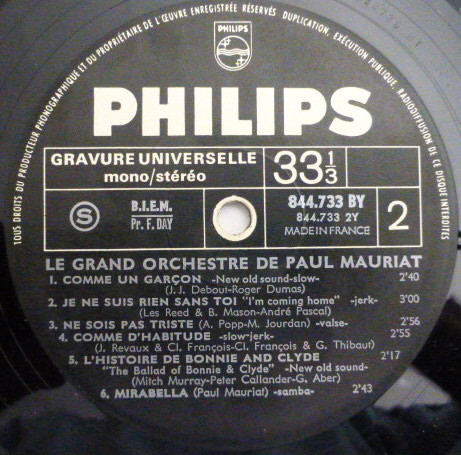 TOUS DROITS DU PRODUCTEUR PHONOGRAPHIQUE ET DU PROPRIÉTAIRE DE L'ŒUVRE ENREGISTRÉE RÉSERVÉS DUPLICATION, EXÉCUTION PUBLIQUE, RADIODIFFUSION DE CE DISQUE INTERDITES
PHILIPS
PHILIPS
GRAVURE UNIVERSELLE
mono/stéréo
33 1/3
S
B.I.E.M.
Pr. F. DAY
844.733 BY
844.733 2Y
MADE IN FRANCE
2
LE GRAND ORCHESTRE DE PAUL MAURIAT
1. COMME UN GARÇON -New old sound-slow- 2'40
(J.J. Debout-Roger Dumas)
2. JE NE SUIS RIEN SANS TOI "I'm coming home" -jerk- 3'00
(Les Reed & B. Mason-André Pascal)
3. NE SOIS PAS TRISTE (A. Popp-M. Jourdan) -valse- 2'56
4. COMME D'HABITUDE -slow-jerk- 2'55
(J. Revaux & Cl. François-Cl. François & G. Thibaut)
5. L'HISTOIRE DE BONNIE AND CLYDE 2'17
"The Ballad of Bonnie & Clyde" -New old sound-
(Mitch Murray-Peter Callander-G. Aber)
6. MIRABELLA (Paul Mauriat) -samba- 2'43